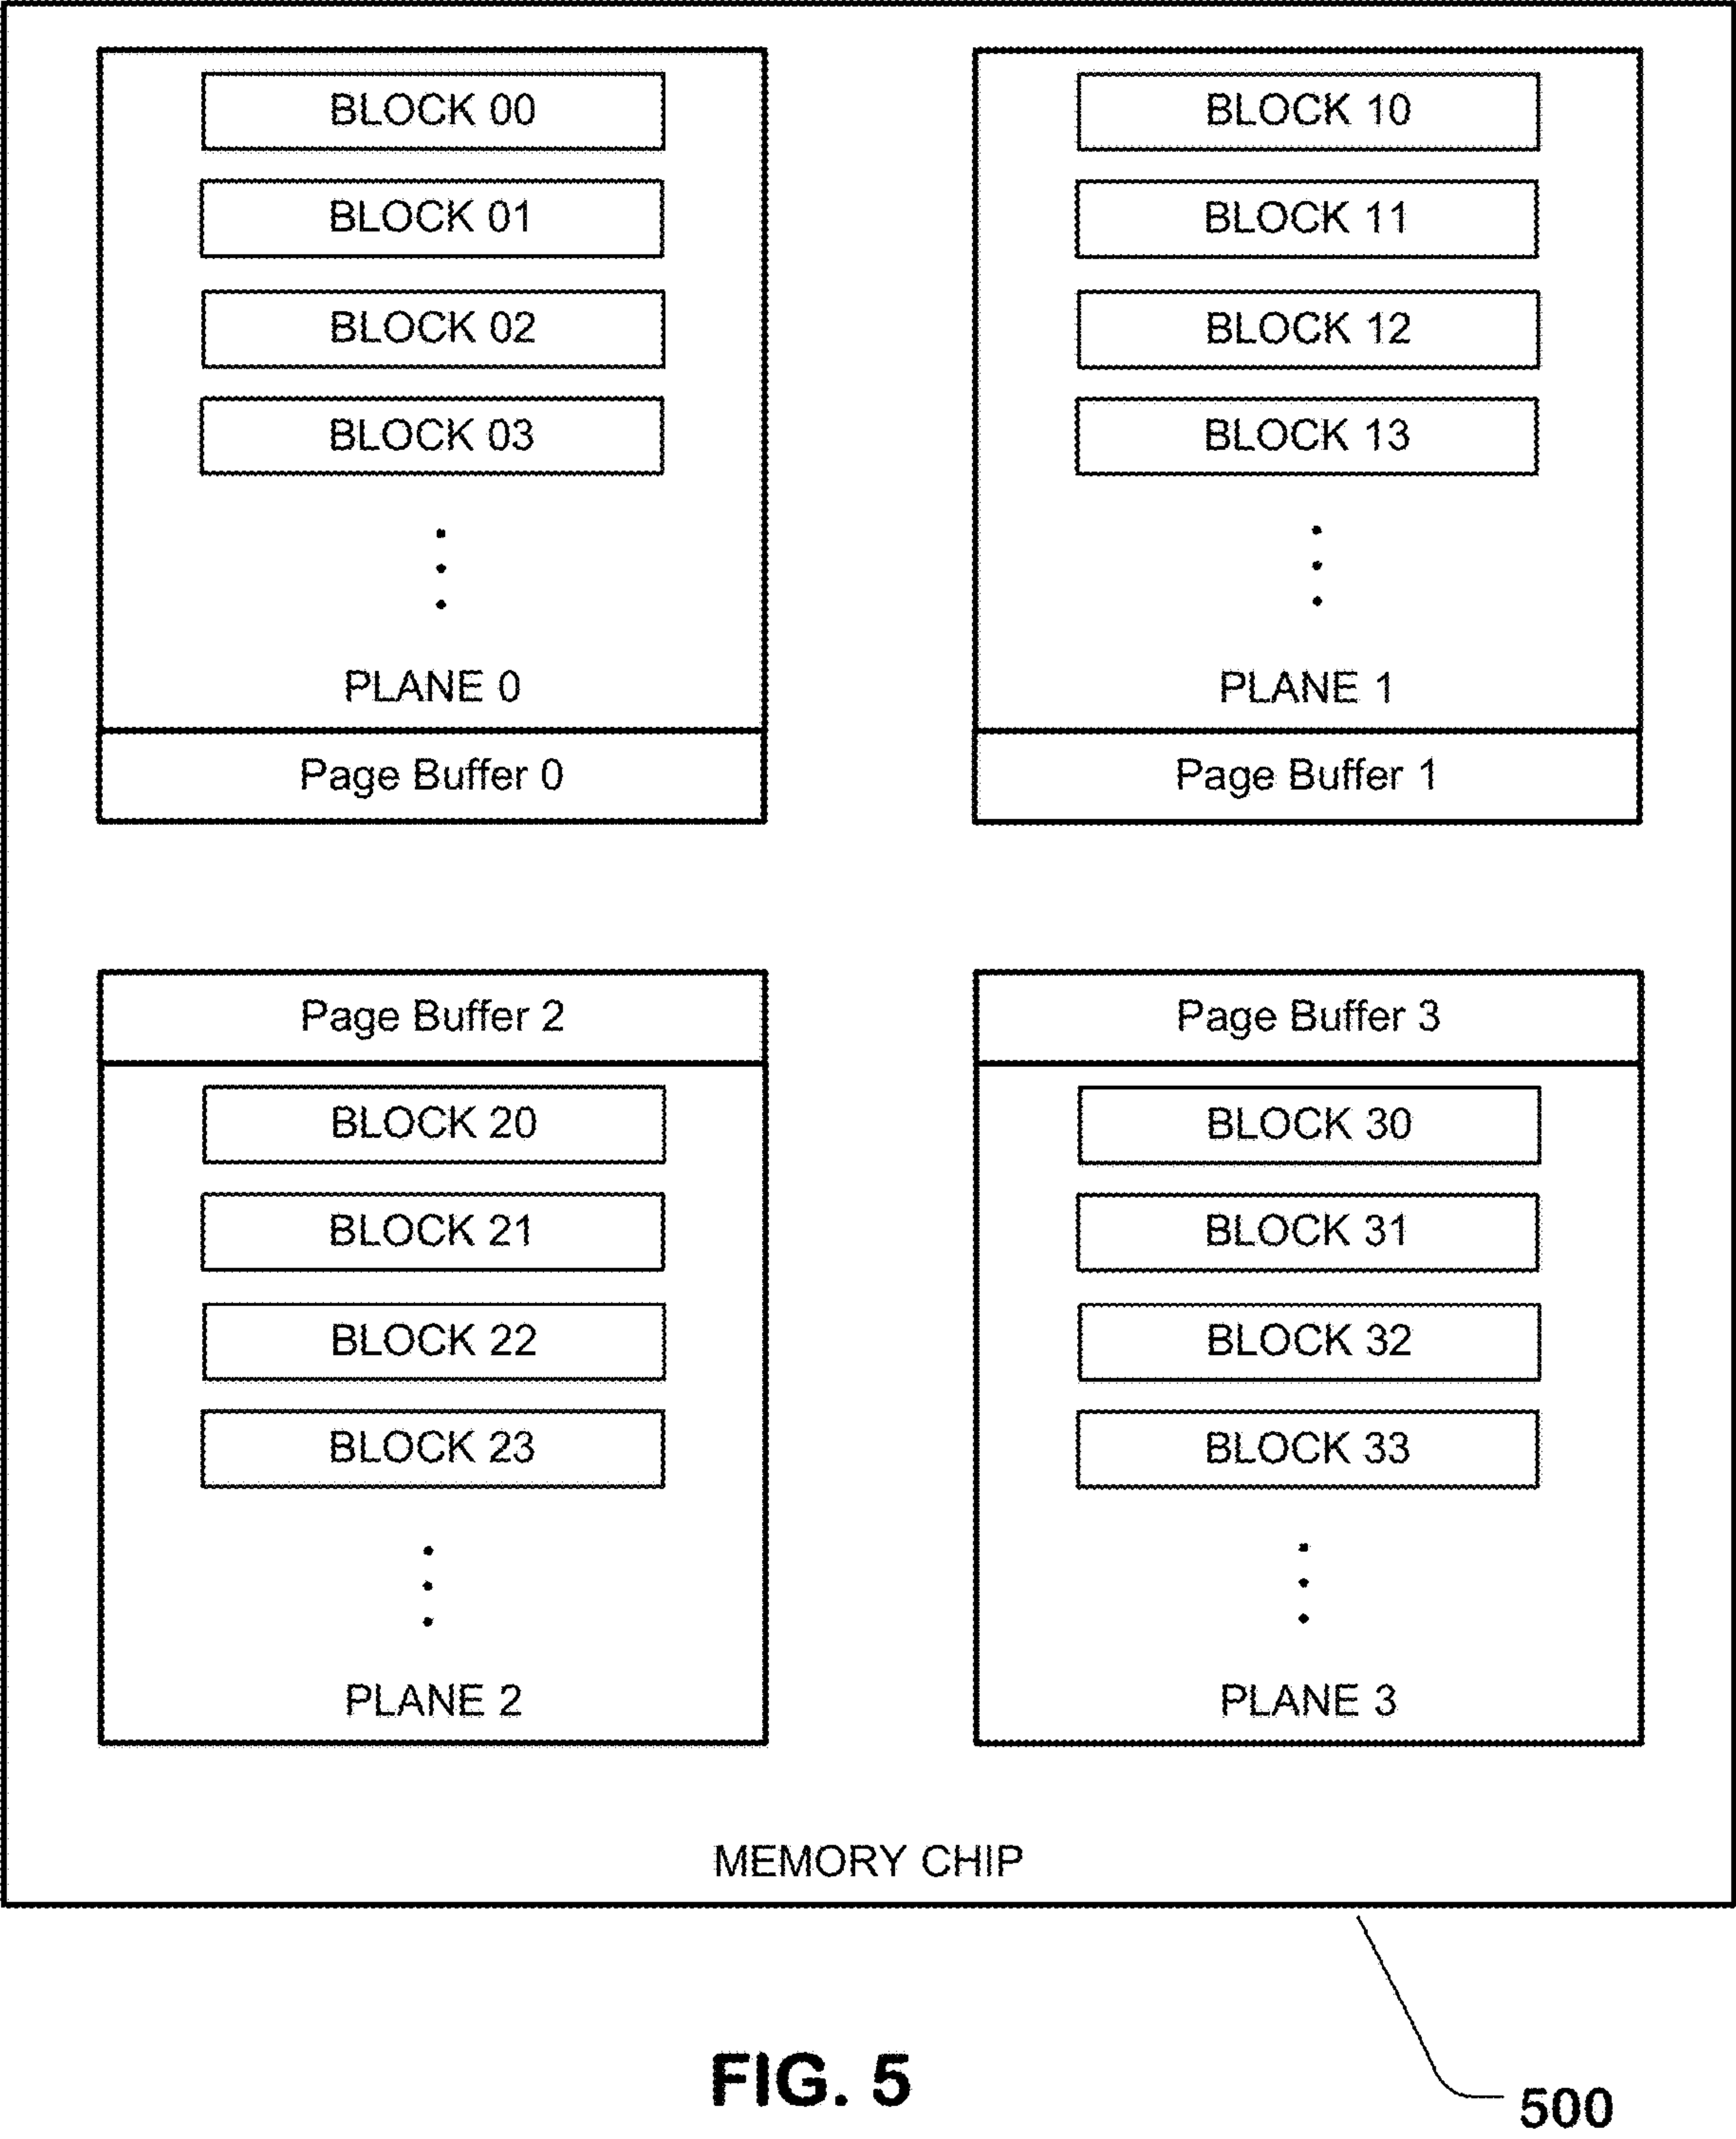 BLOCK 00
BLOCK 01
BLOCK 02
BLOCK 03
PLANE 0
Page Buffer 0
BLOCK 10
BLOCK 11
BLOCK 12
BLOCK 13
PLANE 1
Page Buffer 1
Page Buffer 2
BLOCK 20
BLOCK 21
BLOCK 22
BLOCK 23
PLANE 2
Page Buffer 3
BLOCK 30
BLOCK 31
BLOCK 32
BLOCK 33
PLANE 3
MEMORY CHIP
500
FIG. 5